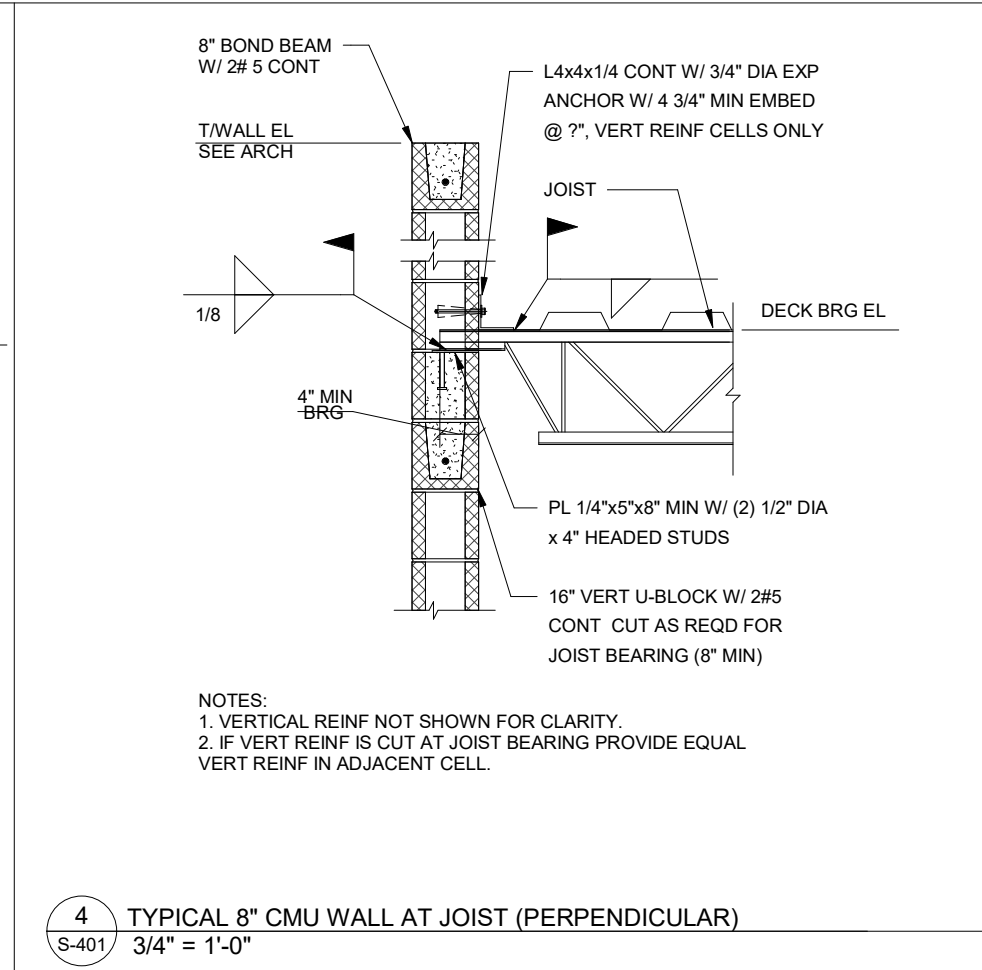 8" BOND BEAM
W/ 2# 5 CONT
L4x4x1/4 CONT W/ 3/4" DIA EXP
ANCHOR W/ 4 3/4" MIN EMBED
@ ?", VERT REINF CELLS ONLY
T/WALL EL
SEE ARCH
JOIST
1/8
DECK BRG EL
4" MIN
BRG
PL 1/4"x5"x8" MIN W/ (2) 1/2" DIA
x 4" HEADED STUDS
16" VERT U-BLOCK W/ 2#5
CONT CUT AS REQD FOR
JOIST BEARING (8" MIN)
NOTES:
1. VERTICAL REINF NOT SHOWN FOR CLARITY.
2. IF VERT REINF IS CUT AT JOIST BEARING PROVIDE EQUAL
VERT REINF IN ADJACENT CELL.
4
S-401
TYPICAL 8" CMU WALL AT JOIST (PERPENDICULAR)
3/4" = 1'-0"